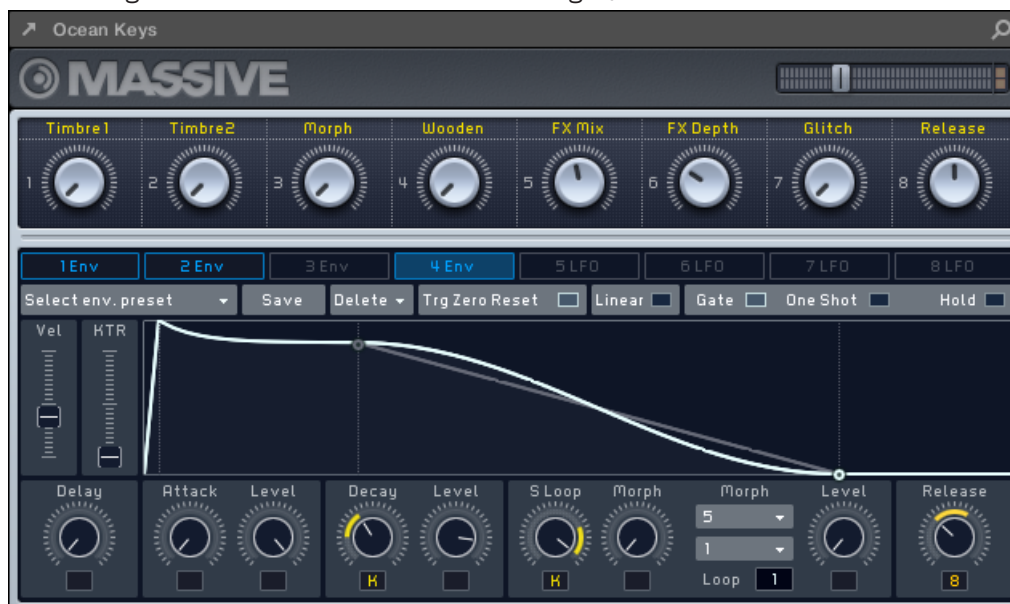 Ocean Keys
MASSIVE
Timbre1 Timbre2 Morph Wooden FX Mix FX Depth Glitch Release
1 2 3 4 5 6 7 8
1 Env 2 Env 3 Env 4 Env 5 LFO 6 LFO 7 LFO 8 LFO
Select env. preset Save Delete Trg Zero Reset Linear Gate One Shot Hold
Vel KTR
Delay Attack Level Decay Level S Loop Morph Morph Level Release
5
1
K K Loop 1 8